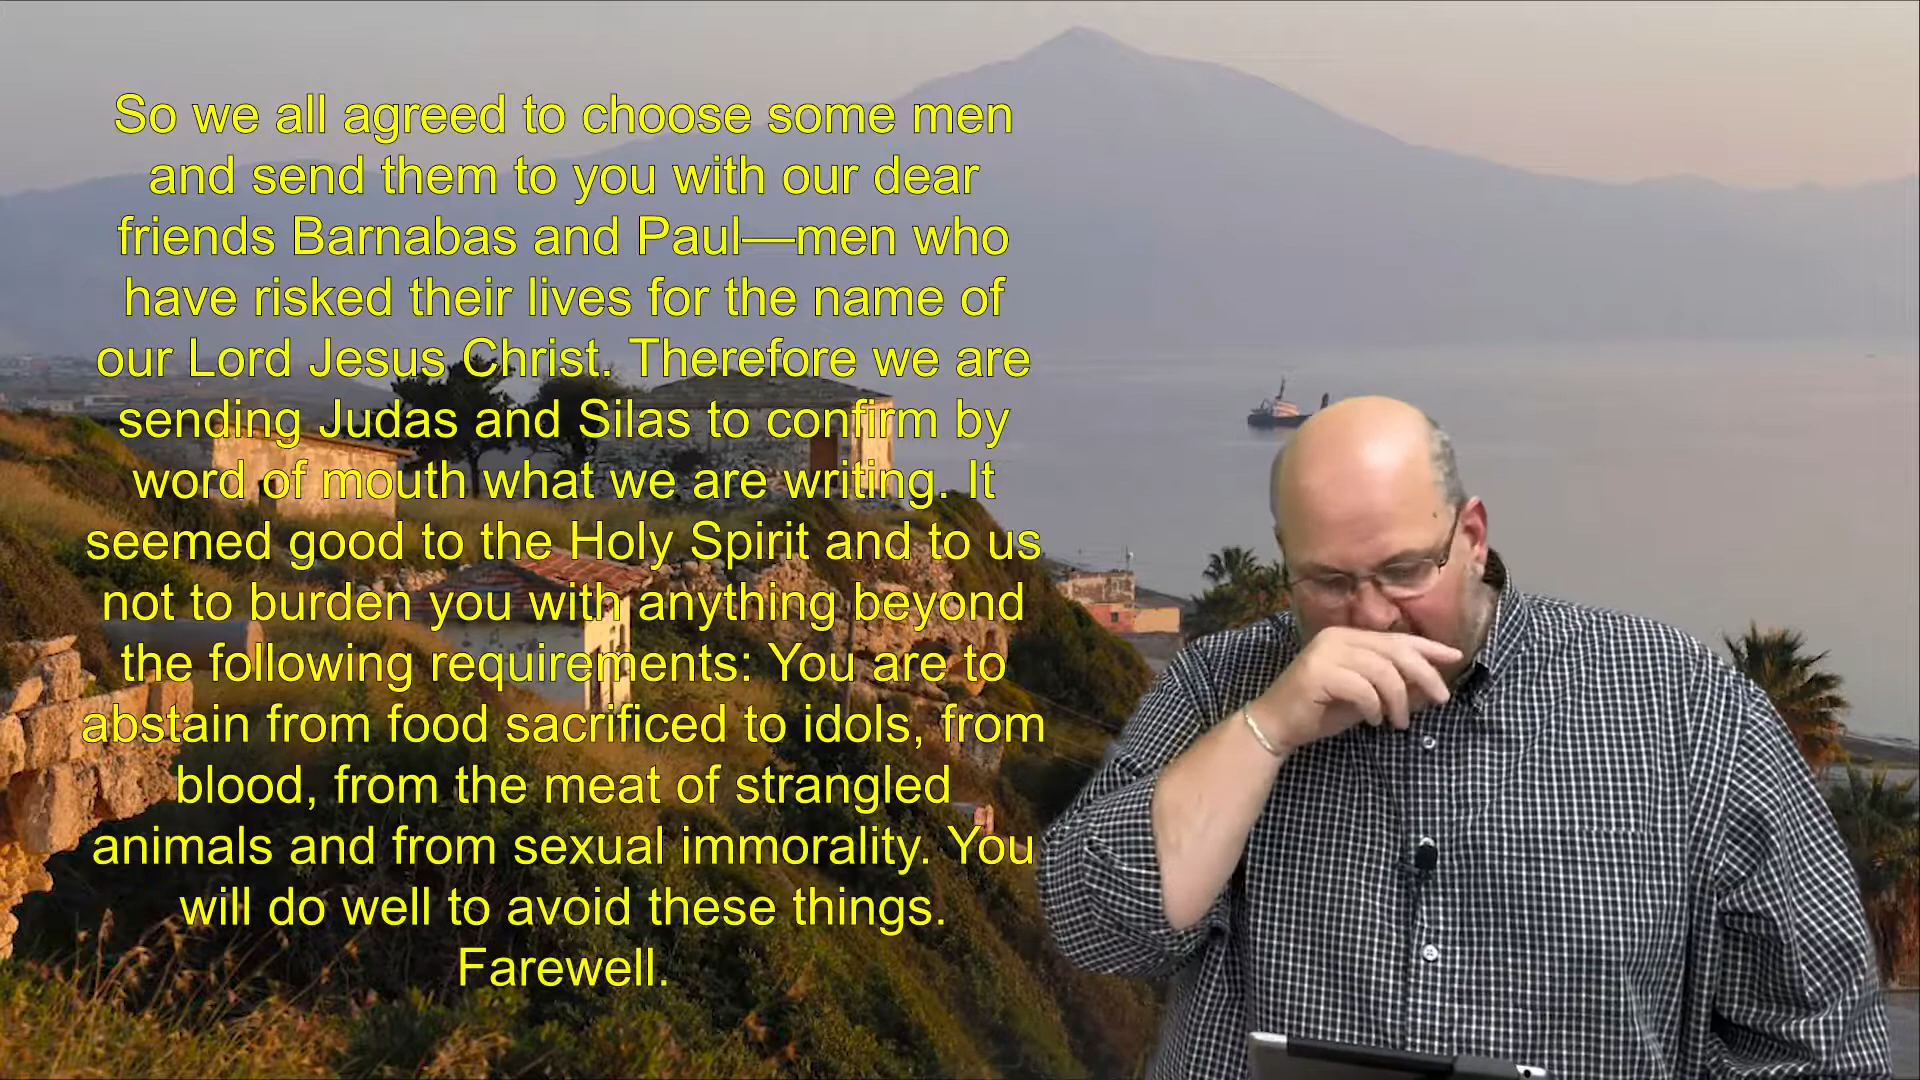 So we all agreed to choose some men
and send them to you with our dear
friends Barnabas and Paul—men who
have risked their lives for the name of
our Lord Jesus Christ. Therefore we are
sending Judas and Silas to confirm by
word of mouth what we are writing. It
seemed good to the Holy Spirit and to us
not to burden you with anything beyond
the following requirements: You are to
abstain from food sacrificed to idols, from
blood, from the meat of strangled
animals and from sexual immorality. You
will do well to avoid these things.
Farewell.